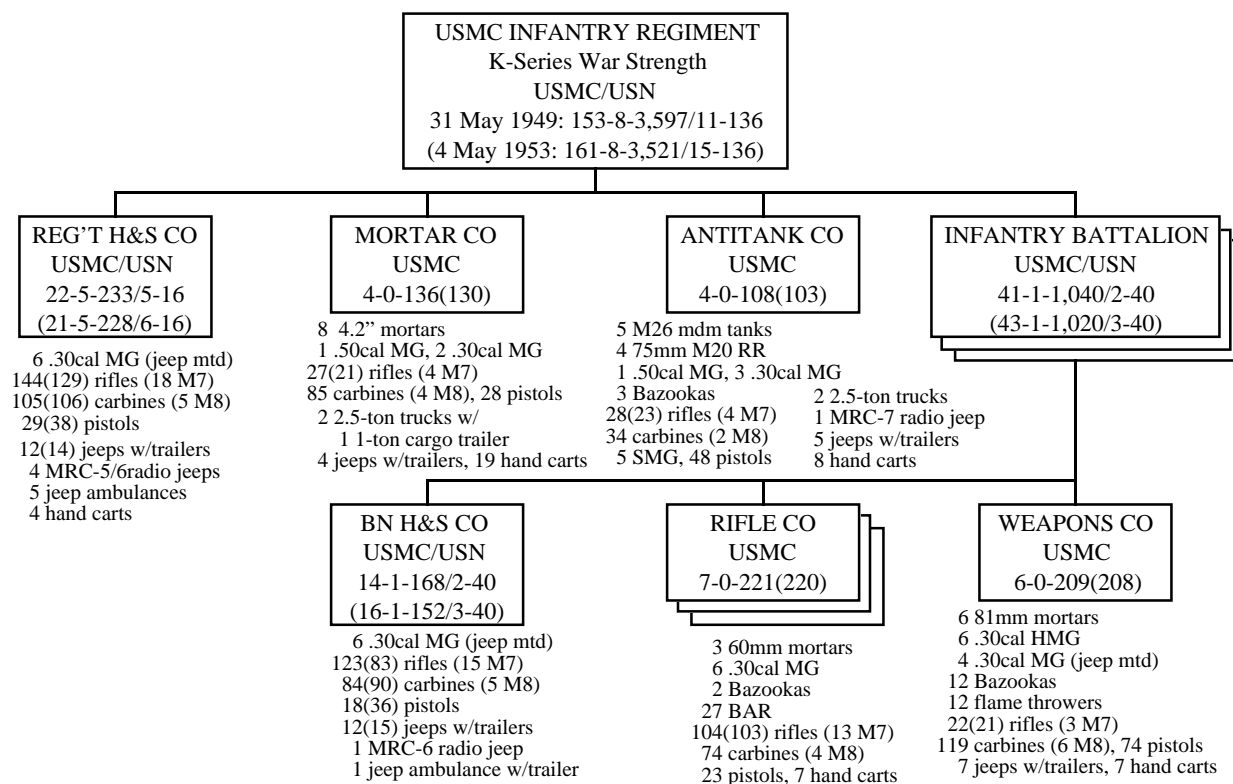 USMC INFANTRY REGIMENT
K-Series War Strength
USMC/USN
31 May 1949: 153-8-3,597/11-136
(4 May 1953: 161-8-3,521/15-136)
REG'T H&S CO
USMC/USN
22-5-233/5-16
(21-5-228/6-16)
6 .30cal MG (jeep mtd)
144(129) rifles (18 M7)
105(106) carbines (5 M8)
29(38) pistols
12(14) jeeps w/trailers
4 MRC-5/6radio jeeps
5 jeep ambulances
4 hand carts
MORTAR CO
USMC
4-0-136(130)
8 4.2” mortars
1 .50cal MG, 2 .30cal MG
27(21) rifles (4 M7)
85 carbines (4 M8), 28 pistols
2 2.5-ton trucks w/
1 1-ton cargo trailer
4 jeeps w/trailers, 19 hand carts
ANTITANK CO
USMC
4-0-108(103)
5 M26 mdm tanks
4 75mm M20 RR
1 .50cal MG, 3 .30cal MG
3 Bazookas
28(23) rifles (4 M7)
34 carbines (2 M8)
5 SMG, 48 pistols
2 2.5-ton trucks
1 MRC-7 radio jeep
5 jeeps w/trailers
8 hand carts
INFANTRY BATTALION
USMC/USN
41-1-1,040/2-40
(43-1-1,020/3-40)
BN H&S CO
USMC/USN
14-1-168/2-40
(16-1-152/3-40)
6 .30cal MG (jeep mtd)
123(83) rifles (15 M7)
84(90) carbines (5 M8)
18(36) pistols
12(15) jeeps w/trailers
1 MRC-6 radio jeep
1 jeep ambulance w/trailer
RIFLE CO
USMC
7-0-221(220)
3 60mm mortars
6 .30cal MG
2 Bazookas
27 BAR
104(103) rifles (13 M7)
74 carbines (4 M8)
23 pistols, 7 hand carts
WEAPONS CO
USMC
6-0-209(208)
6 81mm mortars
6 .30cal HMG
4 .30cal MG (jeep mtd)
12 Bazookas
12 flame throwers
22(21) rifles (3 M7)
119 carbines (6 M8), 74 pistols
7 jeeps w/trailers, 7 hand carts